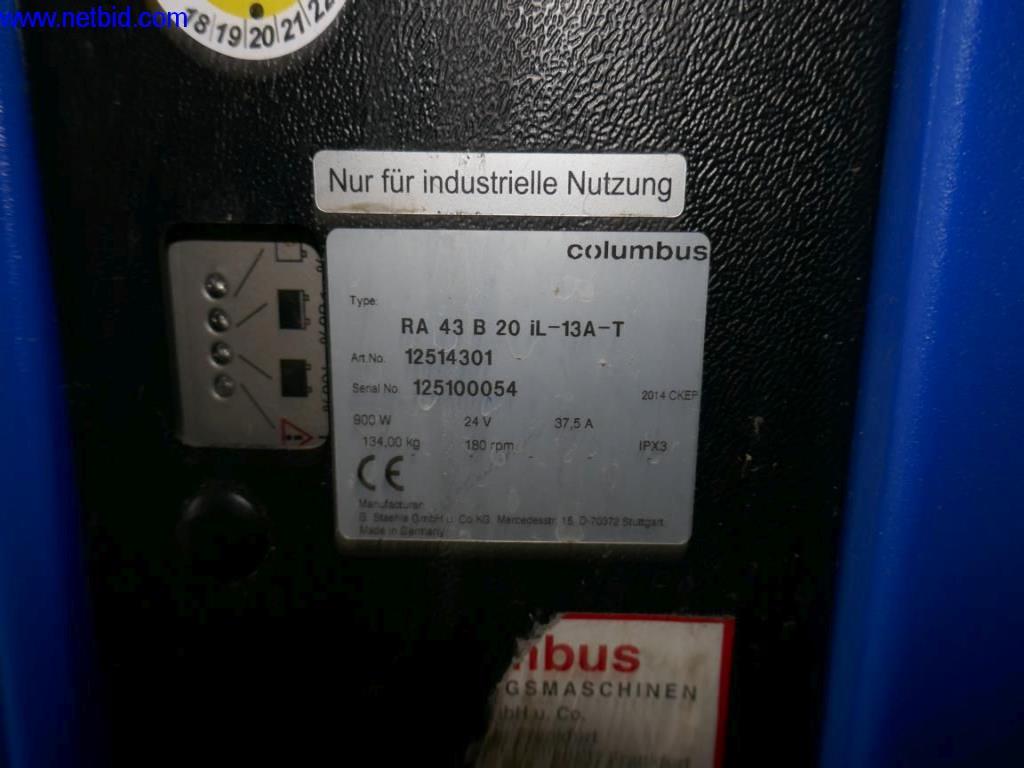 www.netbid.com
18 19 20 21 22
Nur für industrielle Nutzung
columbus
Type:
RA 43 B 20 iL-13A-T
Art.No. 12514301
Serial No. 125100054
2014 CKEP
900 W 24 V 37,5 A
134,00 kg 180 rpm IPX3
CE
Manufacturer:
G. Staehle GmbH u. Co KG, Mercedesstr. 15, D-70372 Stuttgart
Made in Germany
mbus
GSMASCHINEN
bH u. Co.